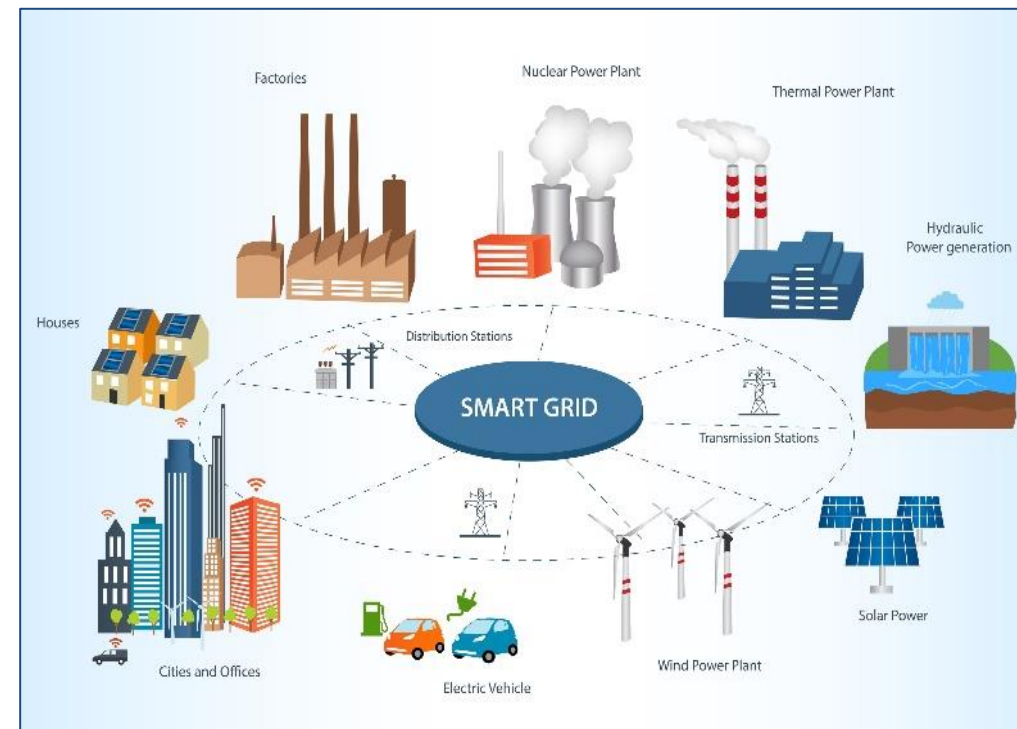 Factories
Nuclear Power Plant
Thermal Power Plant
Hydraulic
Power generation
Houses
Distribution Stations
SMART GRID
Transmission Stations
Solar Power
Wind Power Plant
Cities and Offices
Electric Vehicle